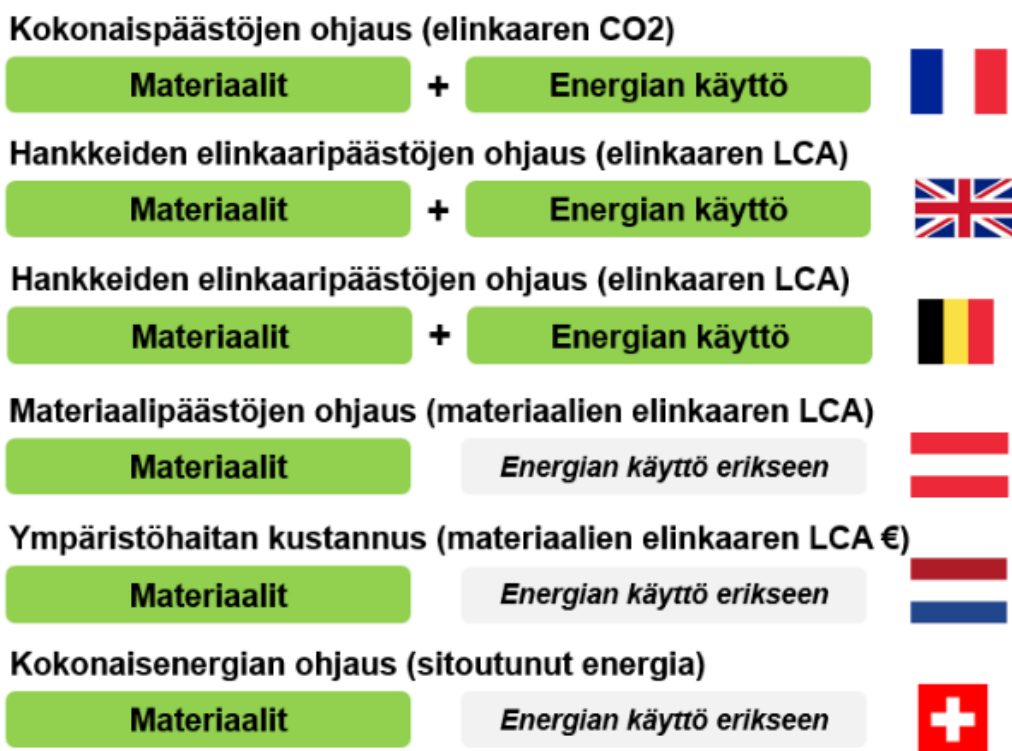 Kokonaispäästöjen ohjaus (elinkaaren CO2)
Materiaalit + Energian käyttö
Hankkeiden elinkaaripäästöjen ohjaus (elinkaaren LCA)
Materiaalit + Energian käyttö
Hankkeiden elinkaaripäästöjen ohjaus (elinkaaren LCA)
Materiaalit + Energian käyttö
Materiaalipäästöjen ohjaus (materiaalien elinkaaren LCA)
Materiaalit Energian käyttö erikseen
Ympäristöhaitan kustannus (materiaalien elinkaaren LCA €)
Materiaalit Energian käyttö erikseen
Kokonaisenergian ohjaus (sitoutunut energia)
Materiaalit Energian käyttö erikseen